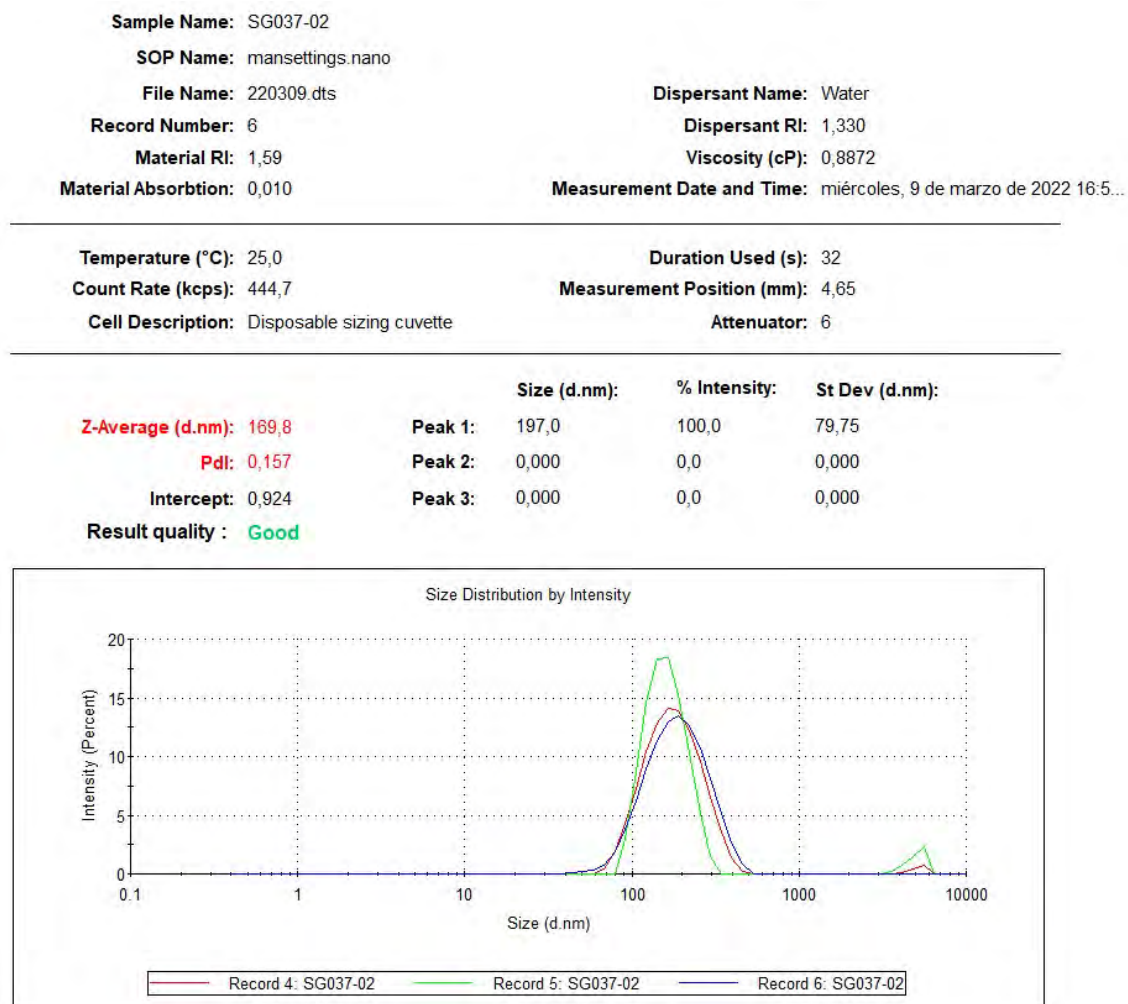 Sample Name: SG037-02
SOP Name: mansettings.nano
File Name: 220309.dts Dispersant Name: Water
Record Number: 6 Dispersant RI: 1,330
Material RI: 1,59 Viscosity (cP): 0,8872
Material Absorbtion: 0,010 Measurement Date and Time: miércoles, 9 de marzo de 2022 16:5...
Temperature (°C): 25,0 Duration Used (s): 32
Count Rate (kcps): 444,7 Measurement Position (mm): 4,65
Cell Description: Disposable sizing cuvette Attenuator: 6
Size (d.nm): % Intensity: St Dev (d.nm):
Z-Average (d.nm): 169,8 Peak 1: 197,0 100,0 79,75
PdI: 0,157 Peak 2: 0,000 0,0 0,000
Intercept: 0,924 Peak 3: 0,000 0,0 0,000
Result quality : Good
Size Distribution by Intensity
20
15
10
5
0
Intensity (Percent)
0.1 1 10 100 1000 10000
Size (d.nm)
Record 4: SG037-02 Record 5: SG037-02 Record 6: SG037-02